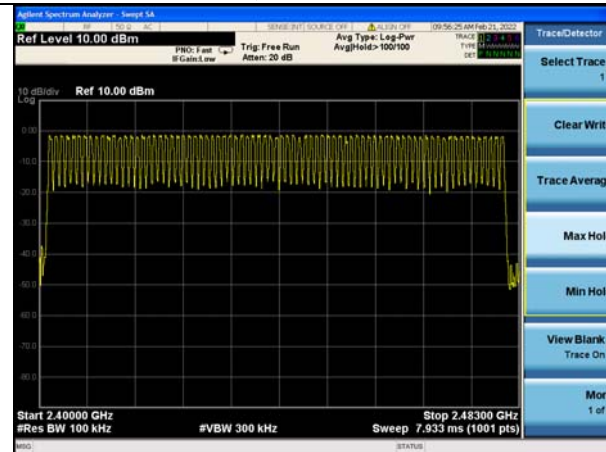 Agilent Spectrum Analyzer - Swept SA
RF 50 Ω AC SENSE:INT SOURCE OFF ALIGN OFF 09:56:25 AM Feb 21, 2022
Ref Level 10.00 dBm
PNO: Fast
IFGain:Low
Trig: Free Run
Atten: 20 dB
Avg Type: Log-Pwr
Avg|Hold:>100/100
TRACE 1 2 3 4 5 6
TYPE
DET P N N N N N
Trace/Detector
Select Trace
1
Clear Writ
Trace Averag
Max Hol
Min Hol
View Blank
Trace On
Mor
1 of
10 dB/div Ref 10.00 dBm
Log
0.00
-10.0
-20.0
-30.0
-40.0
-50.0
-60.0
-70.0
-80.0
Start 2.40000 GHz Stop 2.48300 GHz
#Res BW 100 kHz #VBW 300 kHz Sweep 7.933 ms (1001 pts)
MSG STATUS